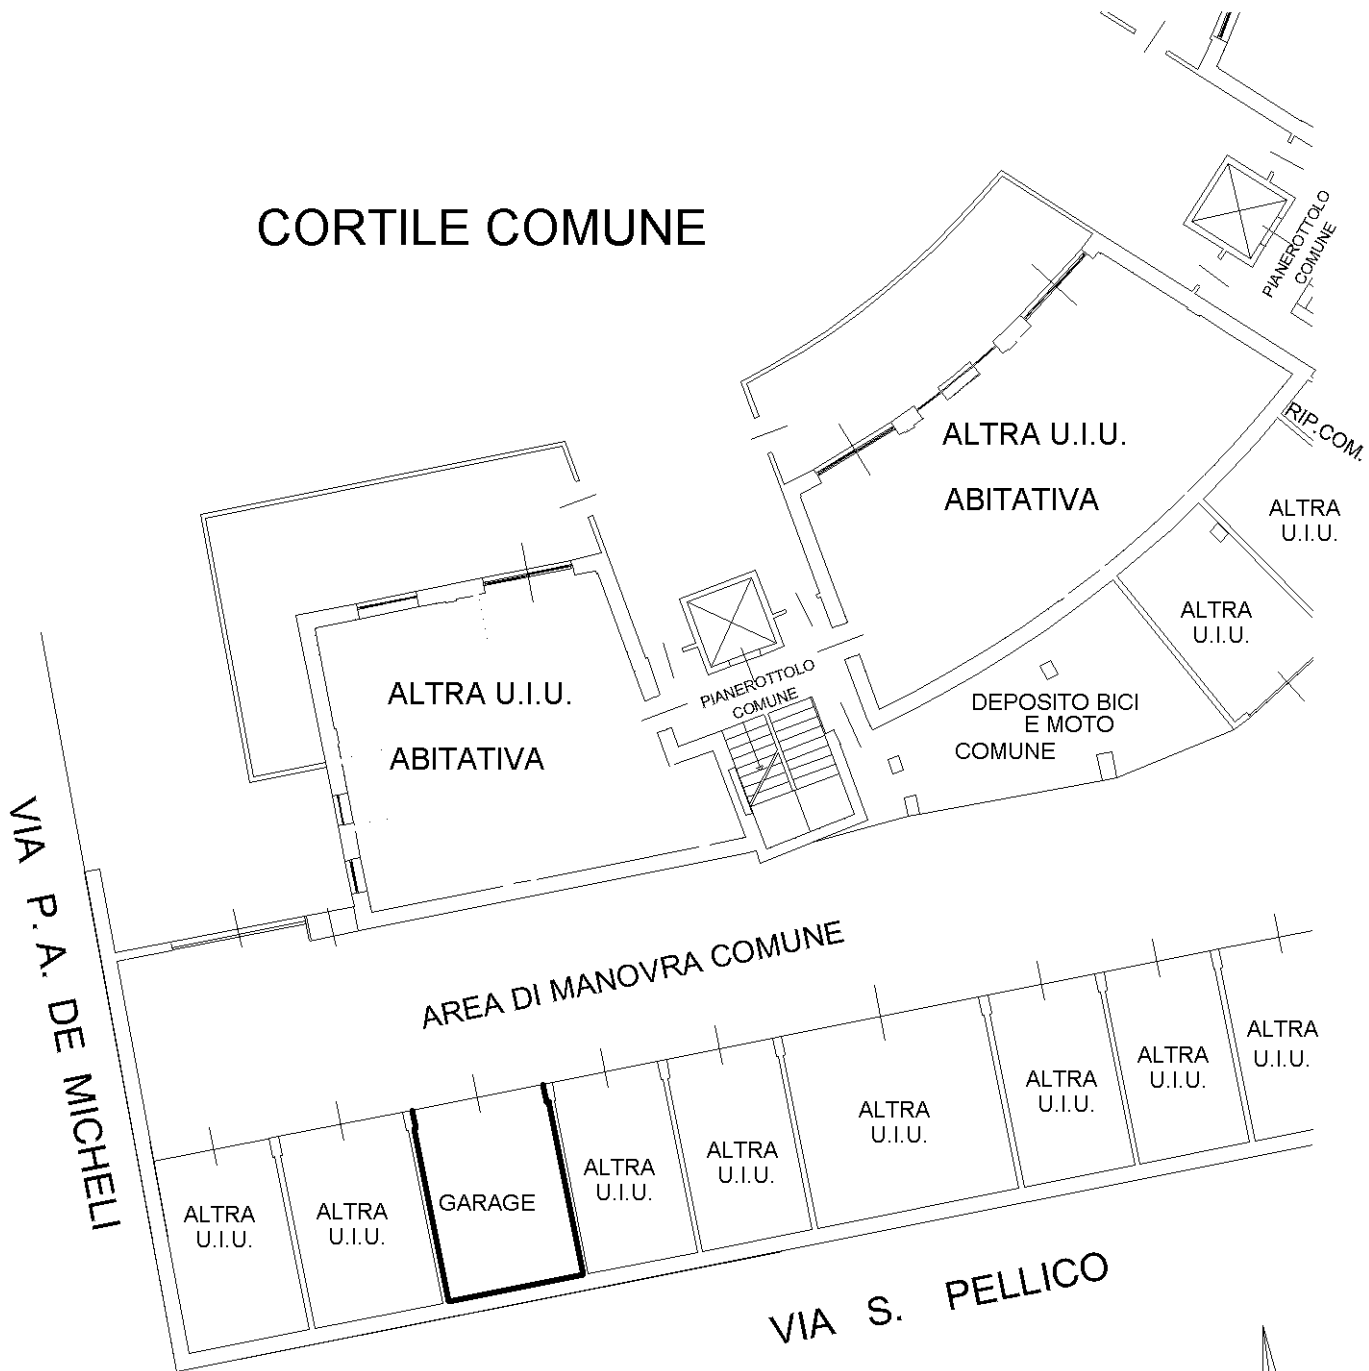 CORTILE COMUNE
PIANEROTTOLO
COMUNE
RIP.COM.
ALTRA U.I.U.
ABITATIVA
ALTRA
U.I.U.
ALTRA
U.I.U.
ALTRA U.I.U.
ABITATIVA
PIANEROTTOLO
COMUNE
DEPOSITO BICI
E MOTO
COMUNE
VIA P.A. DE MICHELI
AREA DI MANOVRA COMUNE
ALTRA
U.I.U.
ALTRA
U.I.U.
GARAGE
ALTRA
U.I.U.
ALTRA
U.I.U.
ALTRA
U.I.U.
ALTRA
U.I.U.
ALTRA
U.I.U.
ALTRA
U.I.U.
VIA S. PELLICO